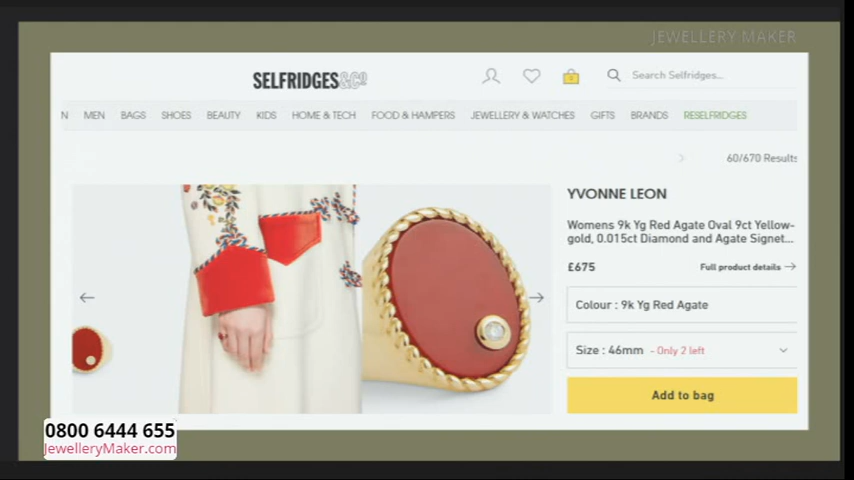 JEWELLERY MAKER
SELFRIDGES&Co
Search Selfridges...
N MEN BAGS SHOES BEAUTY KIDS HOME & TECH FOOD & HAMPERS JEWELLERY & WATCHES GIFTS BRANDS RESELFRIDGES
60/670 Results
YVONNE LEON
Womens 9k Yg Red Agate Oval 9ct Yellow-
gold, 0.015ct Diamond and Agate Signet...
£675 Full product details
Colour : 9k Yg Red Agate
Size : 46mm - Only 2 left
Add to bag
0800 6444 655
JewelleryMaker.com